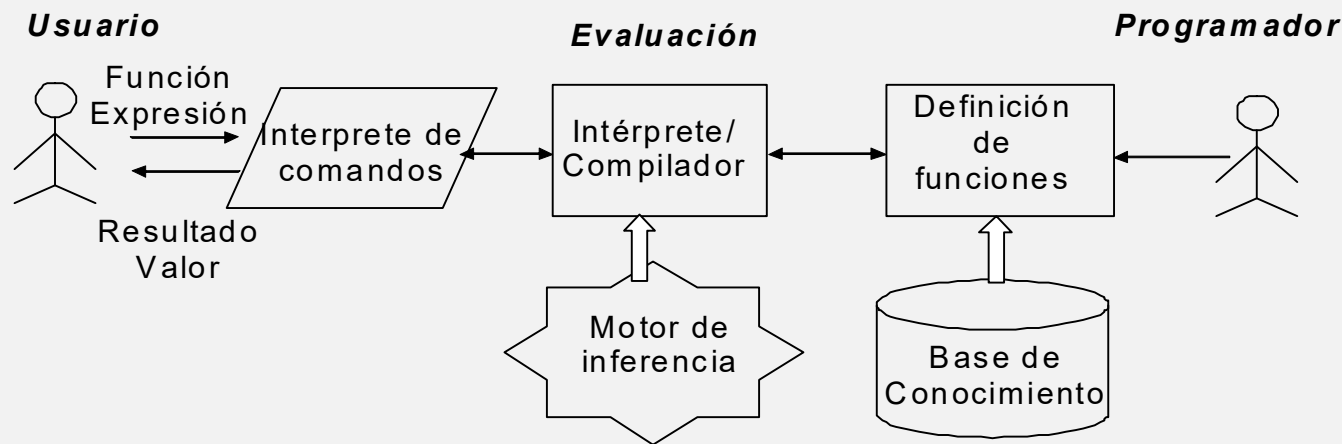 Usuario
Evaluación
Programador
Función
Expresión
Interprete de
comandos
Resultado
Valor
Intérprete/
Compilador
Definición
de
funciones
Motor de
inferencia
Base de
Conocimiento